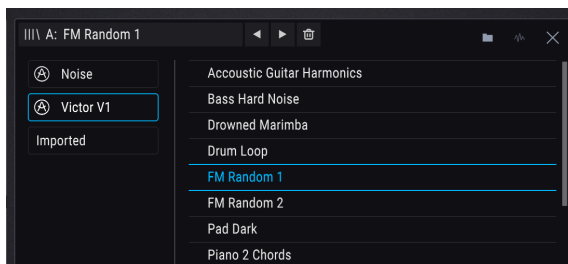 A: FM Random 1
Noise
Victor V1
Imported
Accoustic Guitar Harmonics
Bass Hard Noise
Drowned Marimba
Drum Loop
FM Random 1
FM Random 2
Pad Dark
Piano 2 Chords